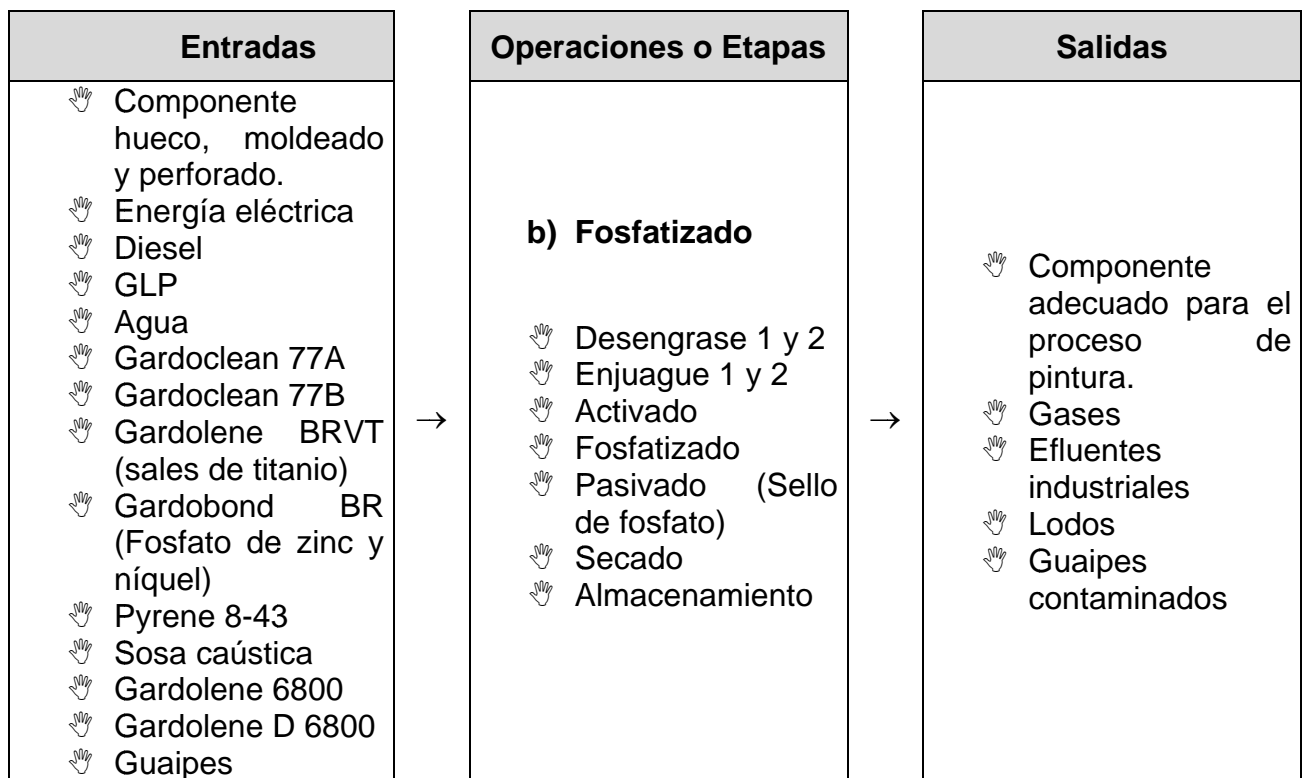 Entradas
Componente
hueco, moldeado
y perforado.
Energía eléctrica
Diesel
GLP
Agua
Gardoclean 77A
Gardoclean 77B
Gardolene BRVT
(sales de titanio)
Gardobond BR
(Fosfato de zinc y
níquel)
Pyrene 8-43
Sosa caústica
Gardolene 6800
Gardolene D 6800
Guaipes
→
Operaciones o Etapas
b) Fosfatizado
Desengrase 1 y 2
Enjuague 1 y 2
Activado
Fosfatizado
Pasivado (Sello
de fosfato)
Secado
Almacenamiento
→
Salidas
Componente
adecuado para el
proceso de
pintura.
Gases
Efluentes
industriales
Lodos
Guaipes
contaminados